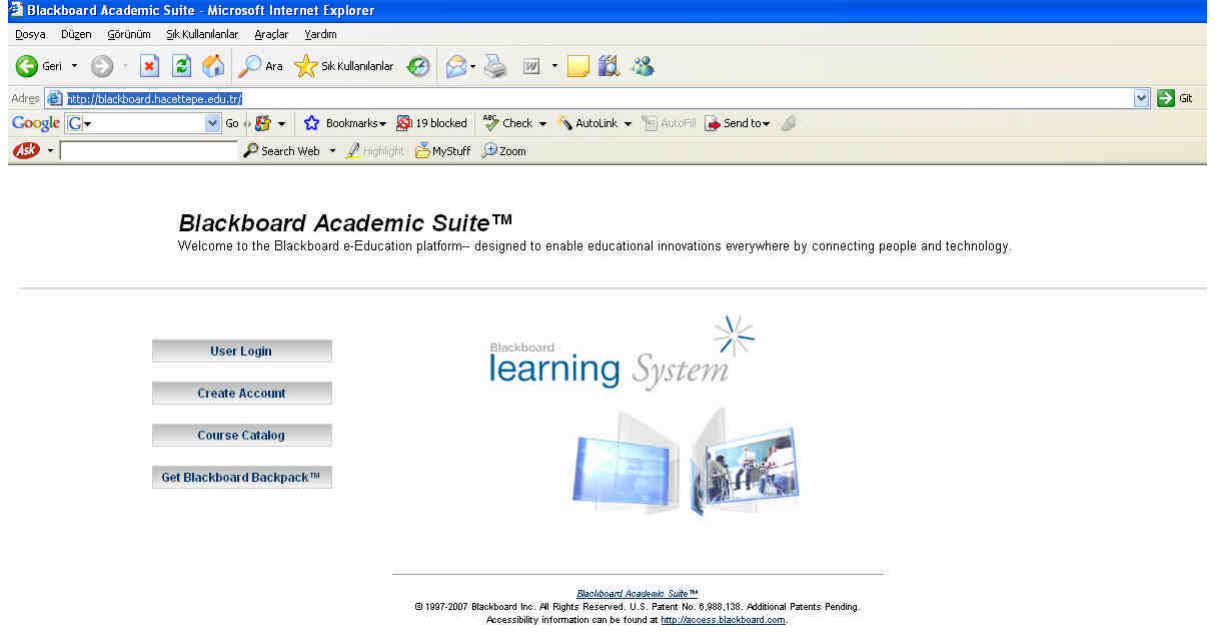 Blackboard Academic Suite - Microsoft Internet Explorer
Dosya Düzen Görünüm Sık Kullanılanlar Araçlar Yardım
Geri Ara Sık Kullanılanlar
Adres http://blackboard.hacettepe.edu.tr/ Git
Google G Go Bookmarks 19 blocked ABC Check AutoLink AutoFill Send to
Ask Search Web Highlight MyStuff Zoom
Blackboard Academic Suite™
Welcome to the Blackboard e-Education platform-- designed to enable educational innovations everywhere by connecting people and technology.
User Login
Create Account
Course Catalog
Get Blackboard Backpack™
Blackboard
learning System
Blackboard Academic Suite™
© 1997-2007 Blackboard Inc. All Rights Reserved. U.S. Patent No. 6,988,138. Additional Patents Pending.
Accessibility information can be found at http://access.blackboard.com.